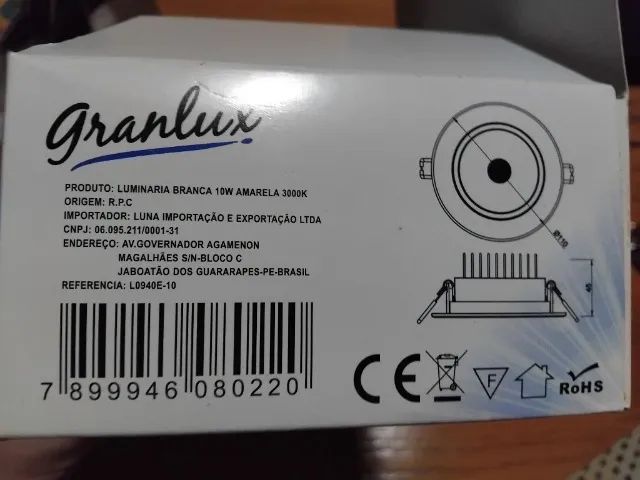 Granlux
PRODUTO: LUMINARIA BRANCA 10W AMARELA 3000K
ORIGEM: R.P.C
IMPORTADOR: LUNA IMPORTAÇÃO E EXPORTAÇÃO LTDA
CNPJ: 06.095.211/0001-31
ENDEREÇO: AV.GOVERNADOR AGAMENON
MAGALHÃES S/N-BLOCO C
JABOATÃO DOS GUARARAPES-PE-BRASIL
REFERENCIA: L0940E-10
7 899946 080220
Ø110
45
CE
F
RoHS